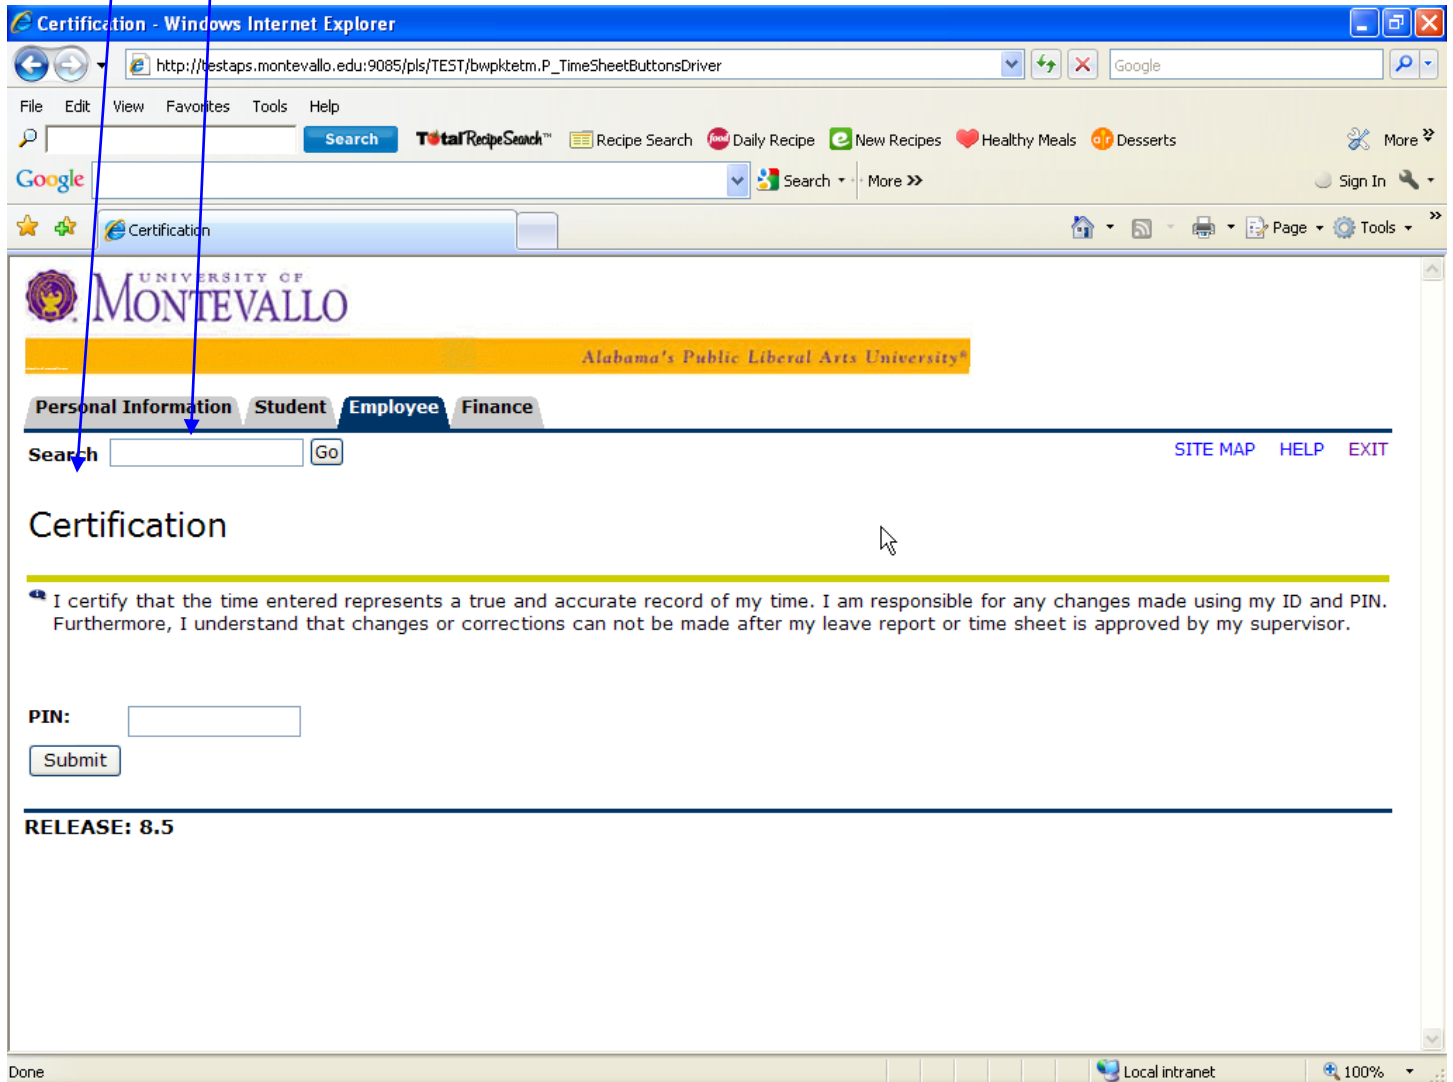 Certification - Windows Internet Explorer
http://testaps.montevallo.edu:9085/pls/TEST/bwpktetm.P_TimeSheetButtonsDriver
Google
File Edit View Favorites Tools Help
Search Total Recipe Search™ Recipe Search food Daily Recipe New Recipes Healthy Meals Desserts More
Google Search More >> Sign In
Certification Page Tools
UNIVERSITY OF
MONTEVALLO
Alabama's Public Liberal Arts University®
Personal Information Student Employee Finance
Search Go SITE MAP HELP EXIT
Certification
I certify that the time entered represents a true and accurate record of my time. I am responsible for any changes made using my ID and PIN.
Furthermore, I understand that changes or corrections can not be made after my leave report or time sheet is approved by my supervisor.
PIN:
Submit
RELEASE: 8.5
Done Local intranet 100%